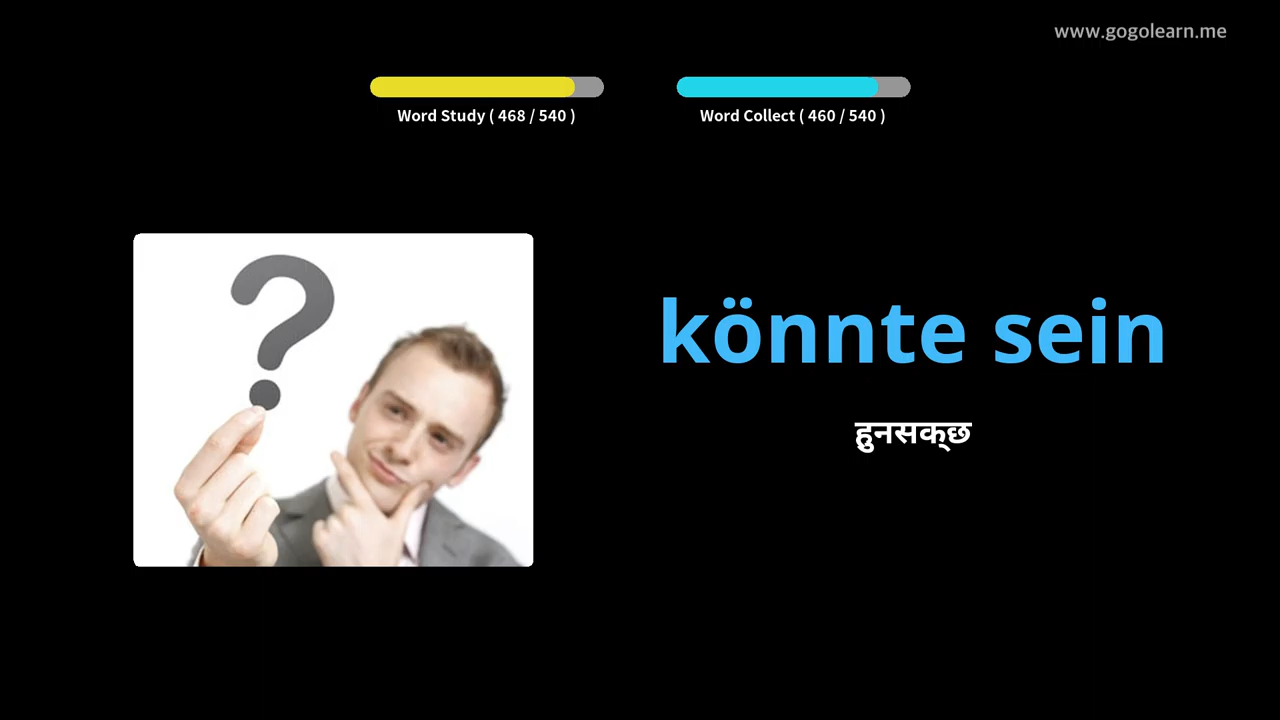 www.gogolearn.me
Word Study ( 468 / 540 )
Word Collect ( 460 / 540 )
könnte sein
हुनसक्छ